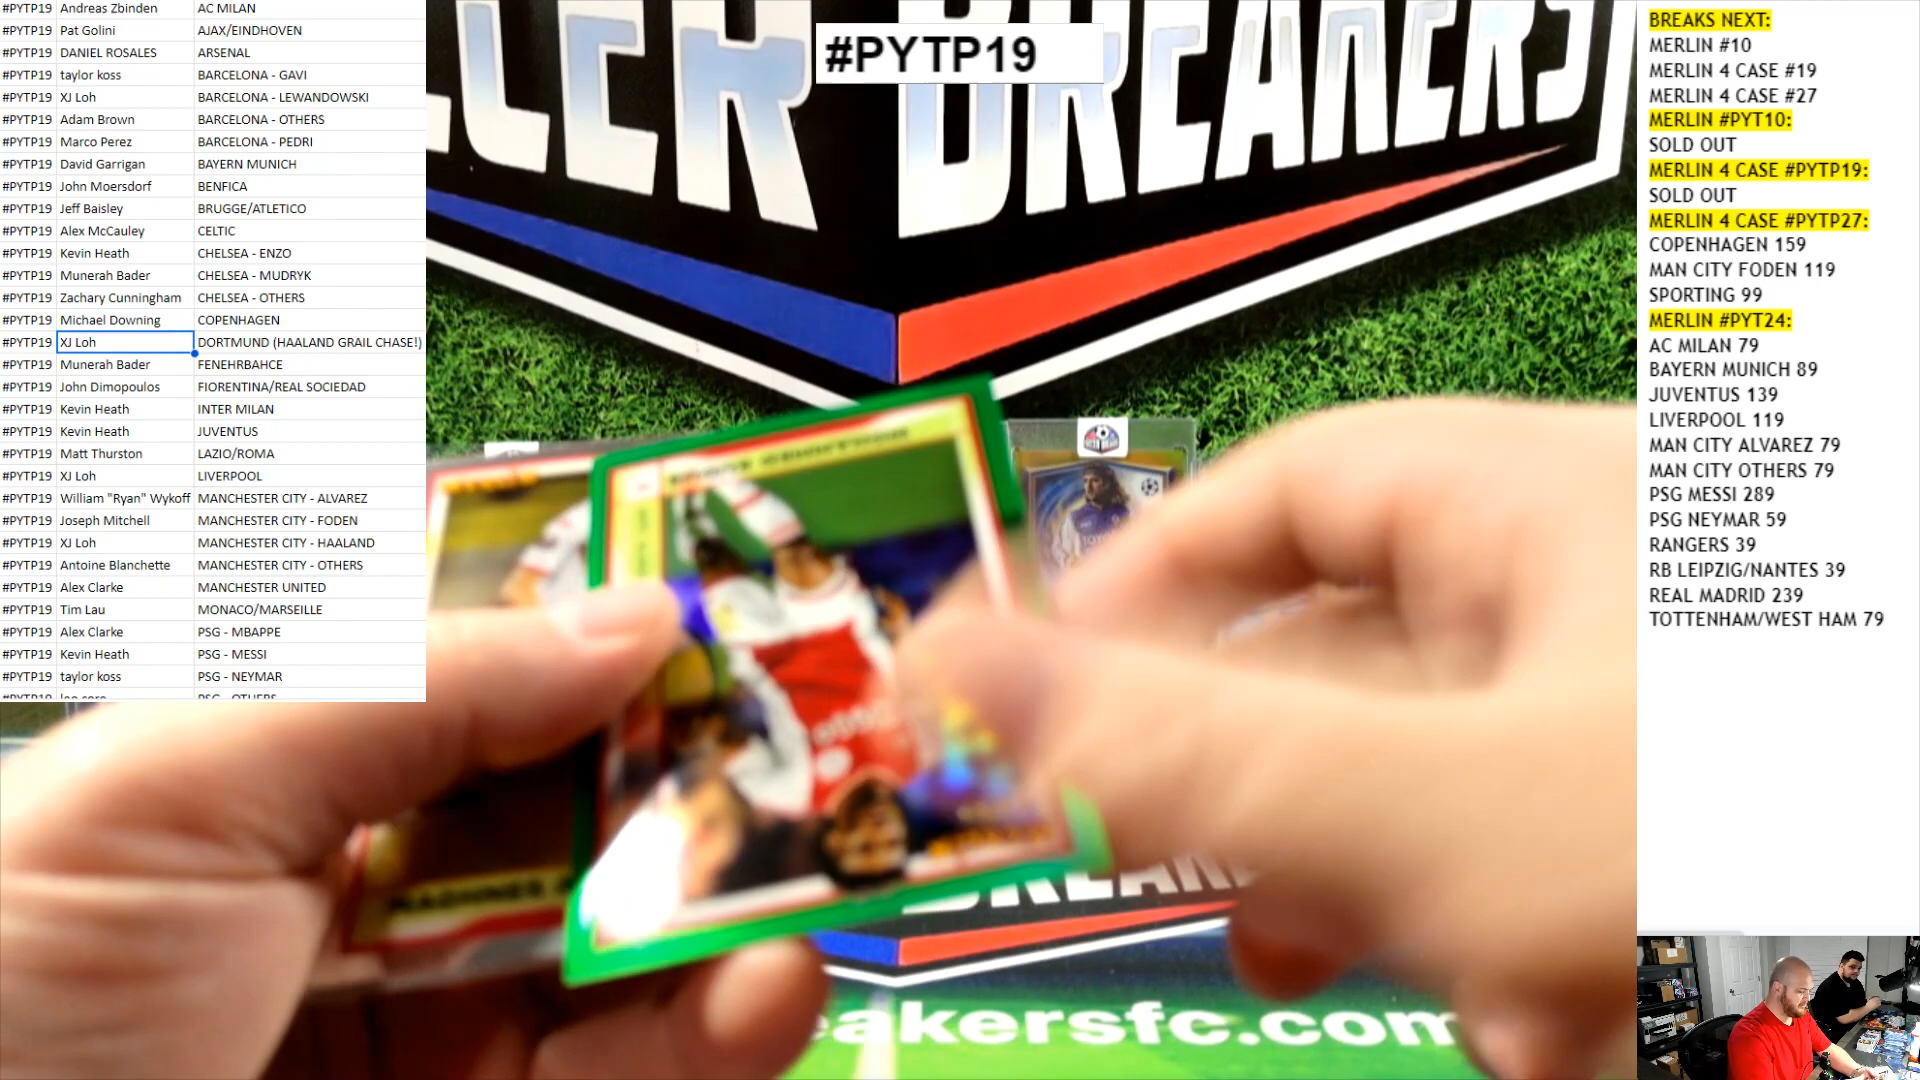 #PYTP19 Andreas Zbinden AC MILAN
#PYTP19 Pat Golini AJAX/EINDHOVEN
#PYTP19 DANIEL ROSALES ARSENAL
#PYTP19 taylor koss BARCELONA - GAVI
#PYTP19 XJ Loh BARCELONA - LEWANDOWSKI
#PYTP19 Adam Brown BARCELONA - OTHERS
#PYTP19 Marco Perez BARCELONA - PEDRI
#PYTP19 David Garrigan BAYERN MUNICH
#PYTP19 John Moersdorf BENFICA
#PYTP19 Jeff Baisley BRUGGE/ATLETICO
#PYTP19 Alex McCauley CELTIC
#PYTP19 Kevin Heath CHELSEA - ENZO
#PYTP19 Munerah Bader CHELSEA - MUDRYK
#PYTP19 Zachary Cunningham CHELSEA - OTHERS
#PYTP19 Michael Downing COPENHAGEN
#PYTP19 XJ Loh DORTMUND (HAALAND GRAIL CHASE!)
#PYTP19 Munerah Bader FENEHRBAHCE
#PYTP19 John Dimopoulos FIORENTINA/REAL SOCIEDAD
#PYTP19 Kevin Heath INTER MILAN
#PYTP19 Kevin Heath JUVENTUS
#PYTP19 Matt Thurston LAZIO/ROMA
#PYTP19 XJ Loh LIVERPOOL
#PYTP19 William "Ryan" Wykoff MANCHESTER CITY - ALVAREZ
#PYTP19 Joseph Mitchell MANCHESTER CITY - FODEN
#PYTP19 XJ Loh MANCHESTER CITY - HAALAND
#PYTP19 Antoine Blanchette MANCHESTER CITY - OTHERS
#PYTP19 Alex Clarke MANCHESTER UNITED
#PYTP19 Tim Lau MONACO/MARSEILLE
#PYTP19 Alex Clarke PSG - MBAPPE
#PYTP19 Kevin Heath PSG - MESSI
#PYTP19 taylor koss PSG - NEYMAR
#PYTP19
BREAKERS
akersfc.com
BREAKS NEXT:
MERLIN #10
MERLIN 4 CASE #19
MERLIN 4 CASE #27
MERLIN #PYT10:
SOLD OUT
MERLIN 4 CASE #PYTP19:
SOLD OUT
MERLIN 4 CASE #PYTP27:
COPENHAGEN 159
MAN CITY FODEN 119
SPORTING 99
MERLIN #PYT24:
AC MILAN 79
BAYERN MUNICH 89
JUVENTUS 139
LIVERPOOL 119
MAN CITY ALVAREZ 79
MAN CITY OTHERS 79
PSG MESSI 289
PSG NEYMAR 59
RANGERS 39
RB LEIPZIG/NANTES 39
REAL MADRID 239
TOTTENHAM/WEST HAM 79